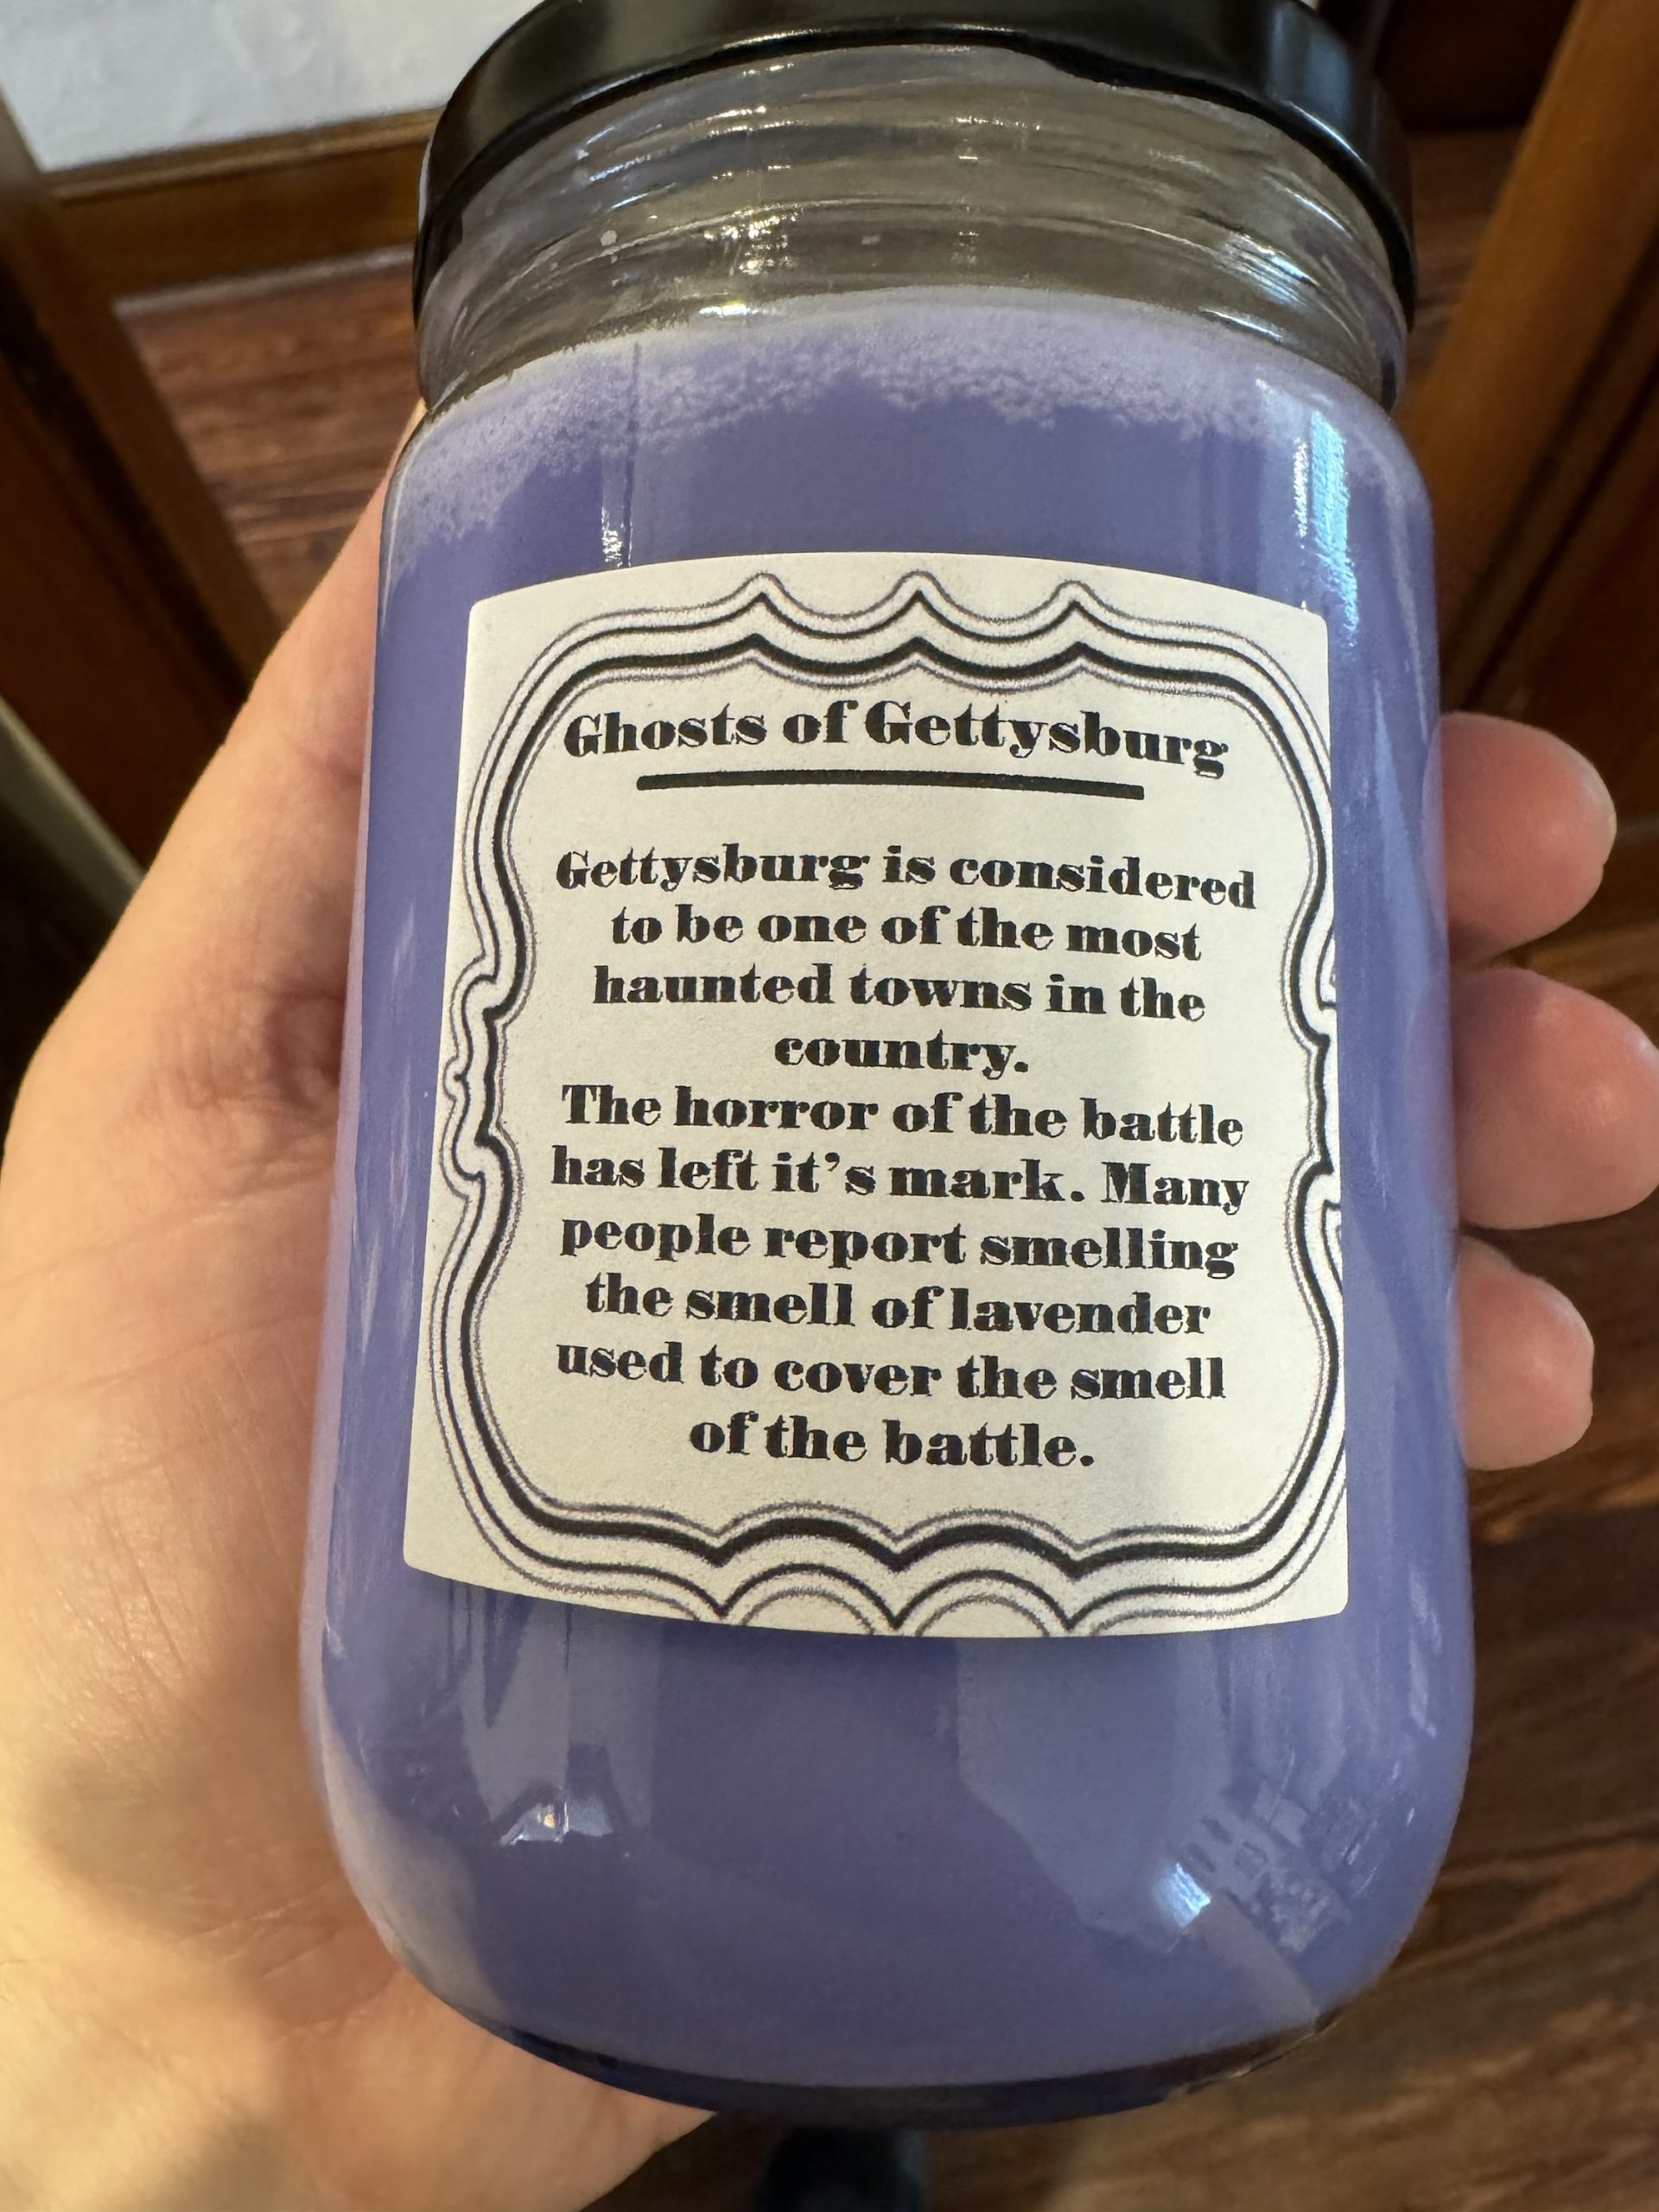 Ghosts of Gettysburg
Gettysburg is considered
to be one of the most
haunted towns in the
country.
The horror of the battle
has left it's mark. Many
people report smelling
the smell of lavender
used to cover the smell
of the battle.